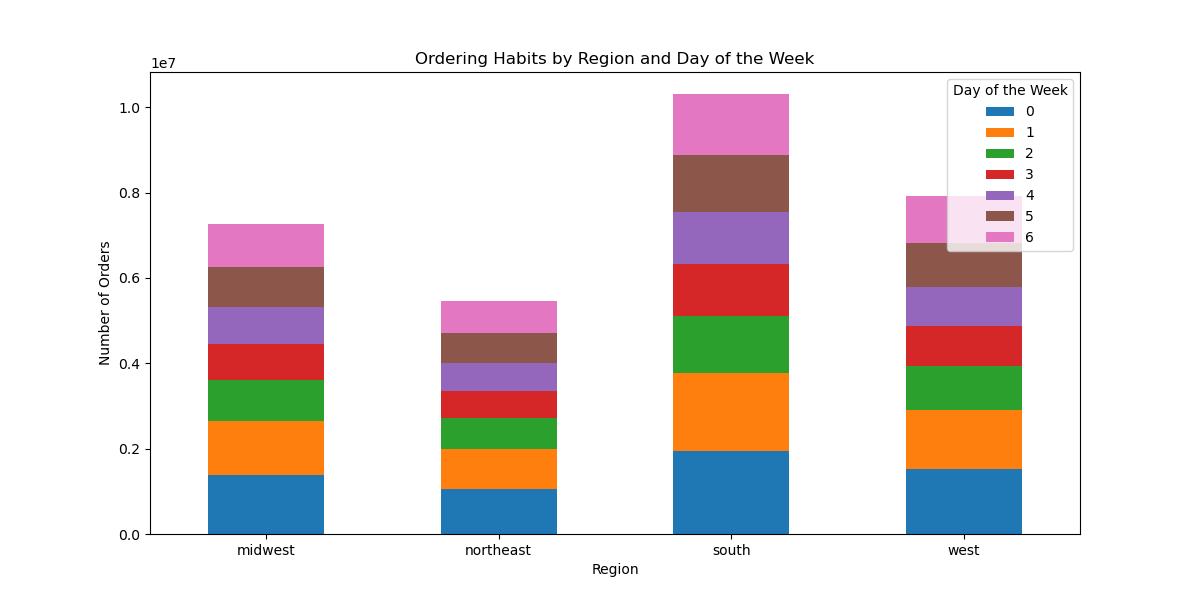 Ordering Habits by Region and Day of the Week
1e7
1.0
0.8
0.6
0.4
0.2
0.0
Number of Orders
midwest northeast south west
Region
Day of the Week
0
1
2
3
4
5
6